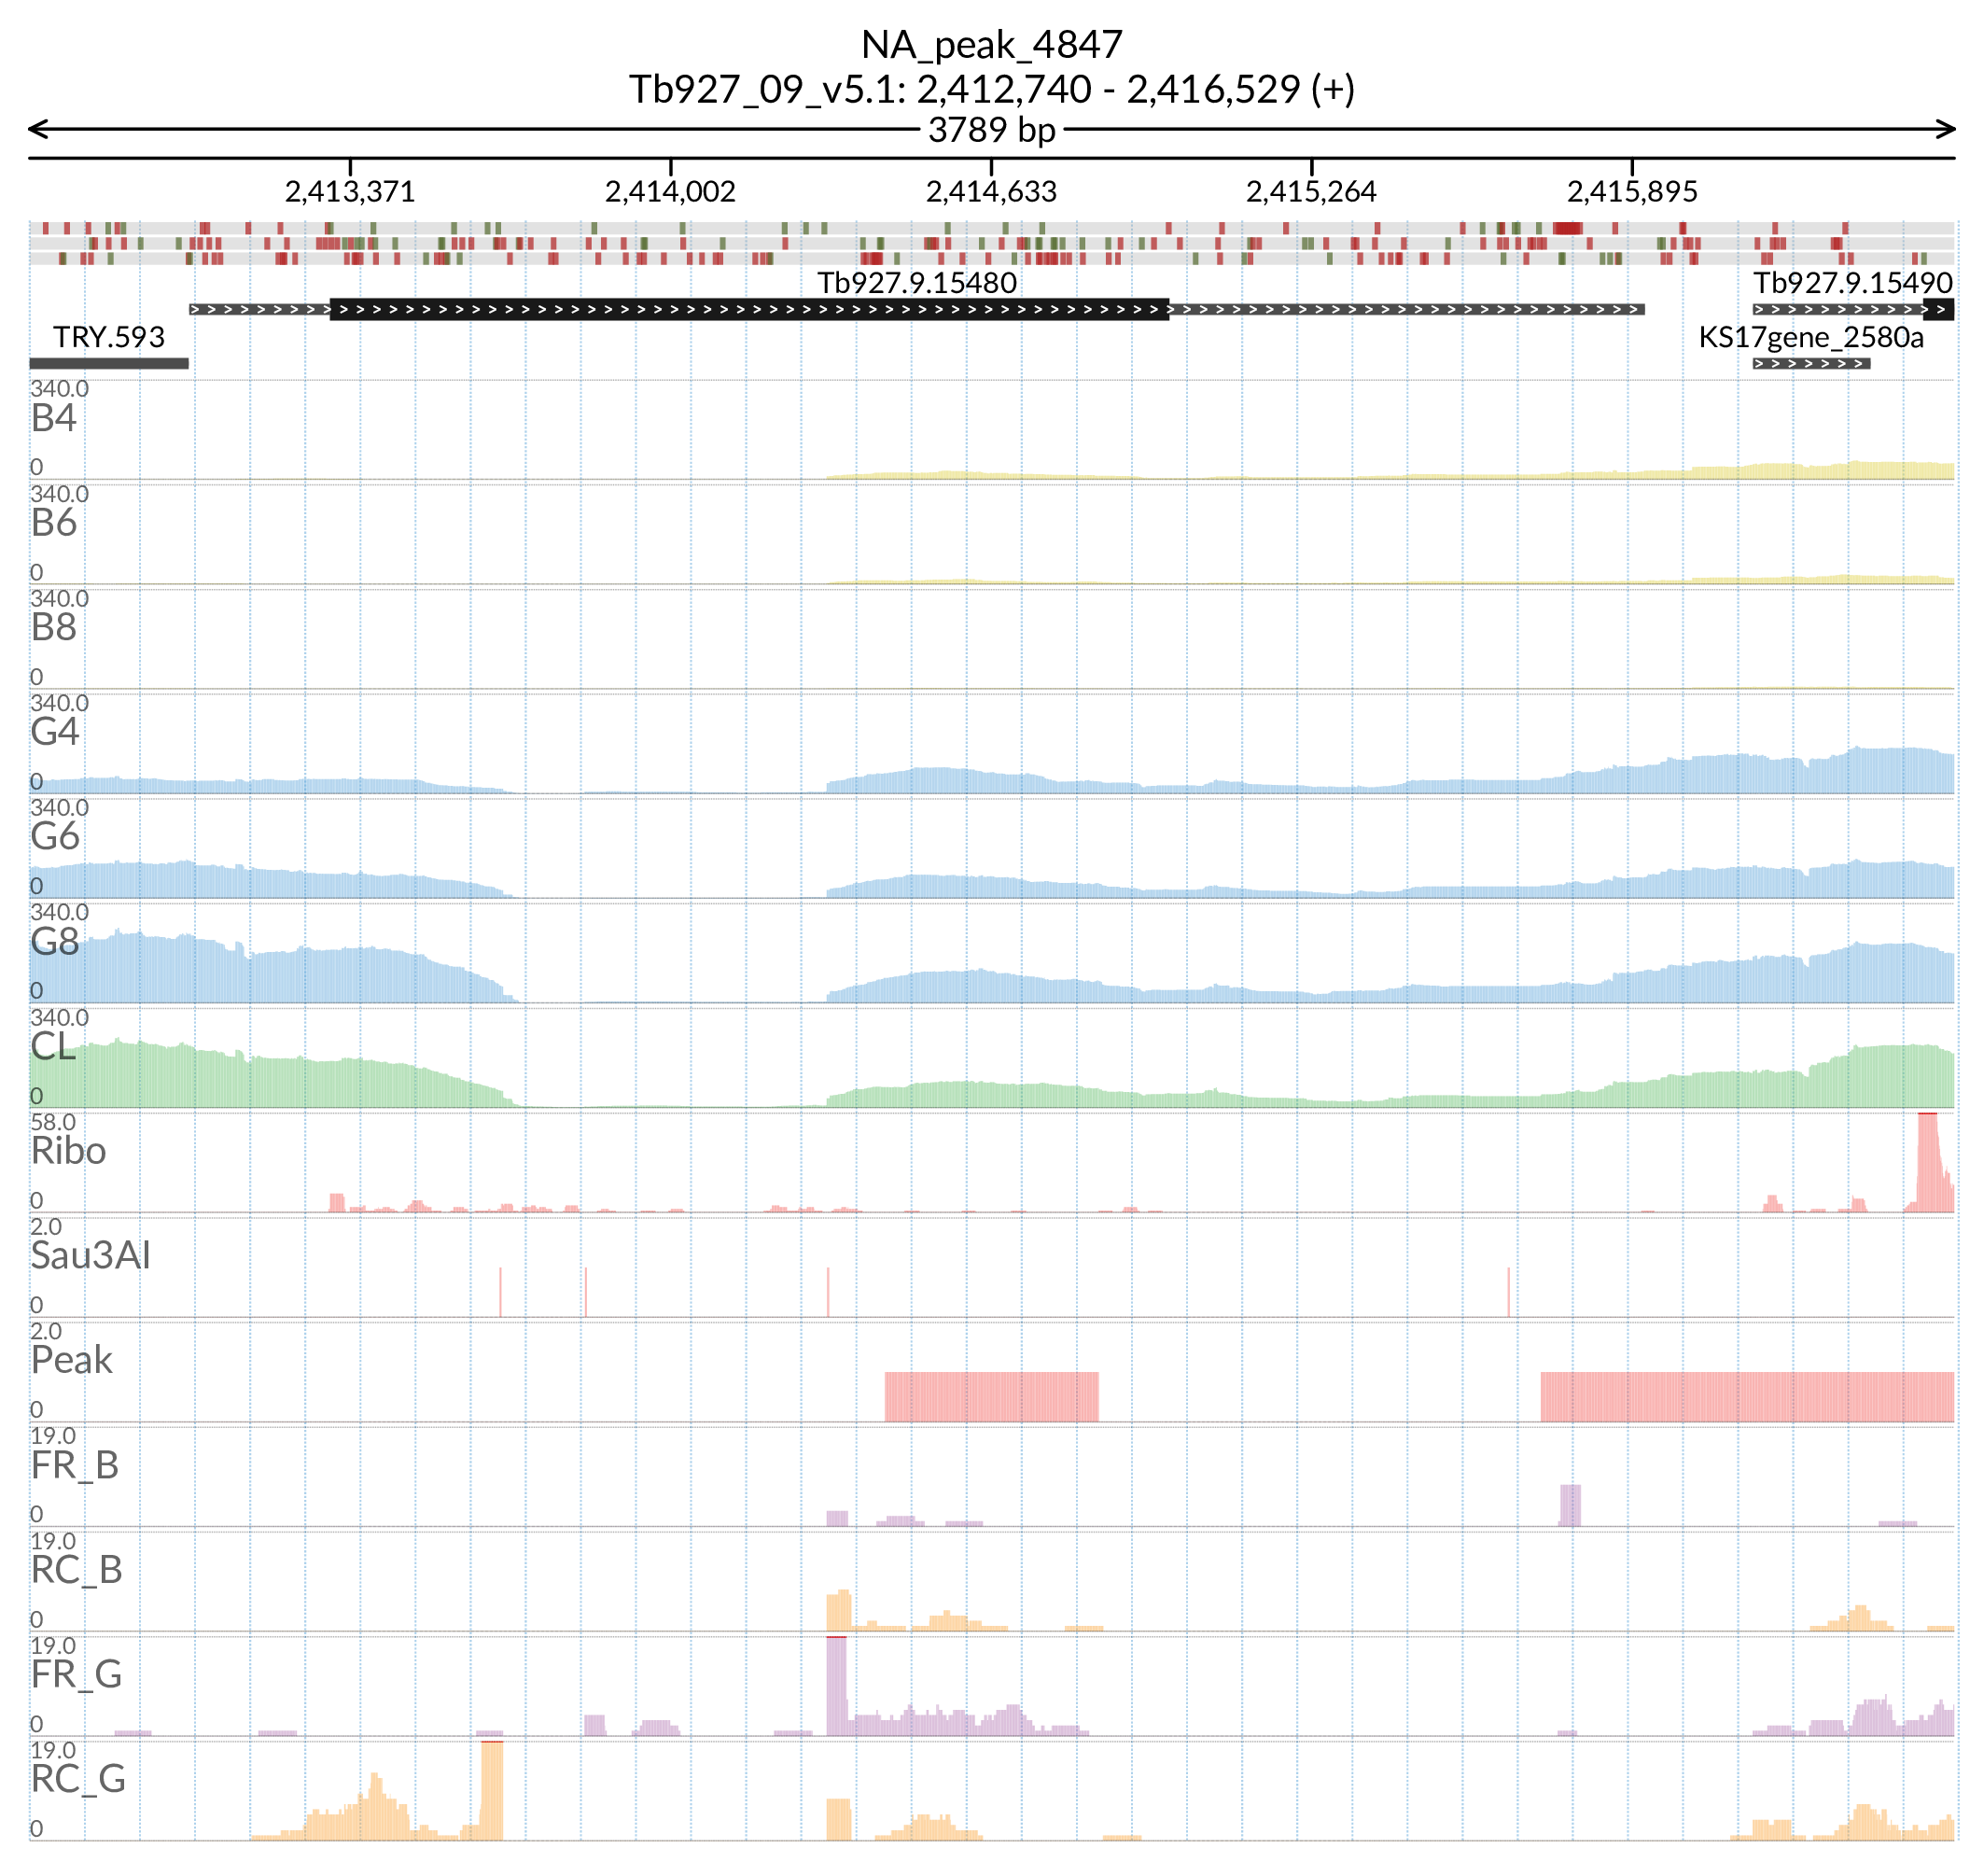 NA_peak_4847
Tb927_09_v5.1: 2,412,740 - 2,416,529 (+)
3789 bp
2,413,371 2,414,002 2,414,633 2,415,264 2,415,895
Tb927.9.15480 Tb927.9.15490
TRY.593 KS17gene_2580a
340.0
B4
0
340.0
B6
0
340.0
B8
0
340.0
G4
0
340.0
G6
0
340.0
G8
0
340.0
CL
0
58.0
Ribo
0
2.0
Sau3AI
0
2.0
Peak
0
19.0
FR_B
0
19.0
RC_B
0
19.0
FR_G
0
19.0
RC_G
0